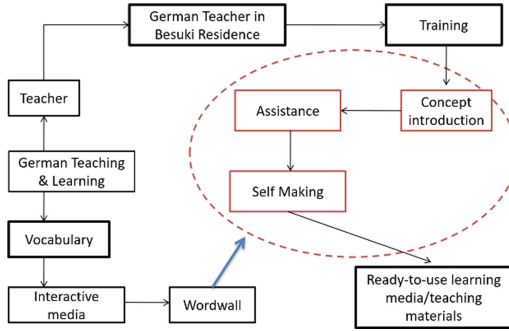 German Teacher in
Besuki Residence
Training
Teacher
Assistance
Concept
introduction
German Teaching
& Learning
Self Making
Vocabulary
Interactive
media
Wordwall
Ready-to-use learning
media/teaching
materials